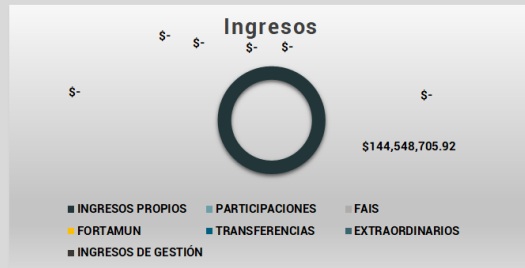 Ingresos
$- $- $- $-
$- $-
$144,548,705.92
INGRESOS PROPIOS PARTICIPACIONES FAIS
FORTAMUN TRANSFERENCIAS EXTRAORDINARIOS
INGRESOS DE GESTIÓN